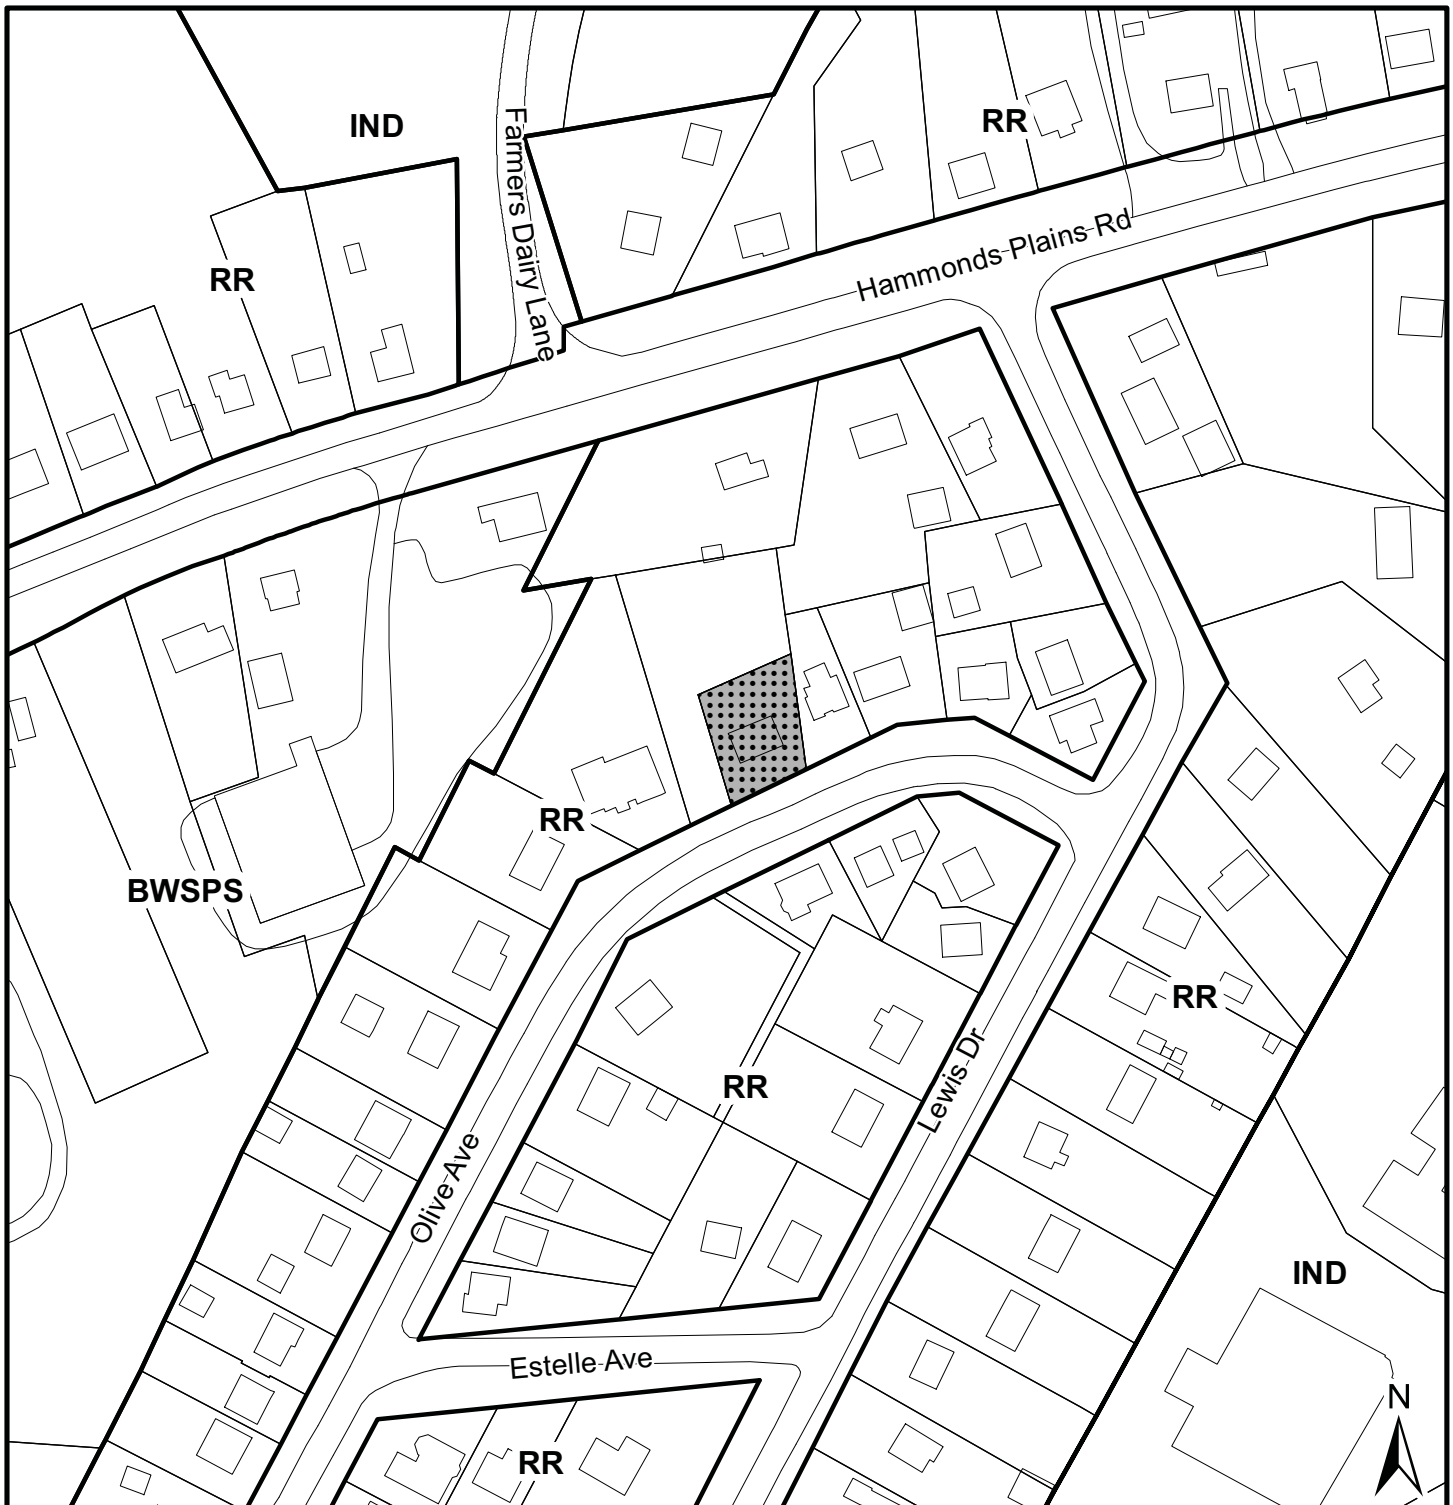 IND
Farmers Dairy Lane
RR
RR
Hammonds Plains Rd
RR
BWSPS
RR
RR
Lewis Dr
Olive Ave
IND
Estelle Ave
RR
N